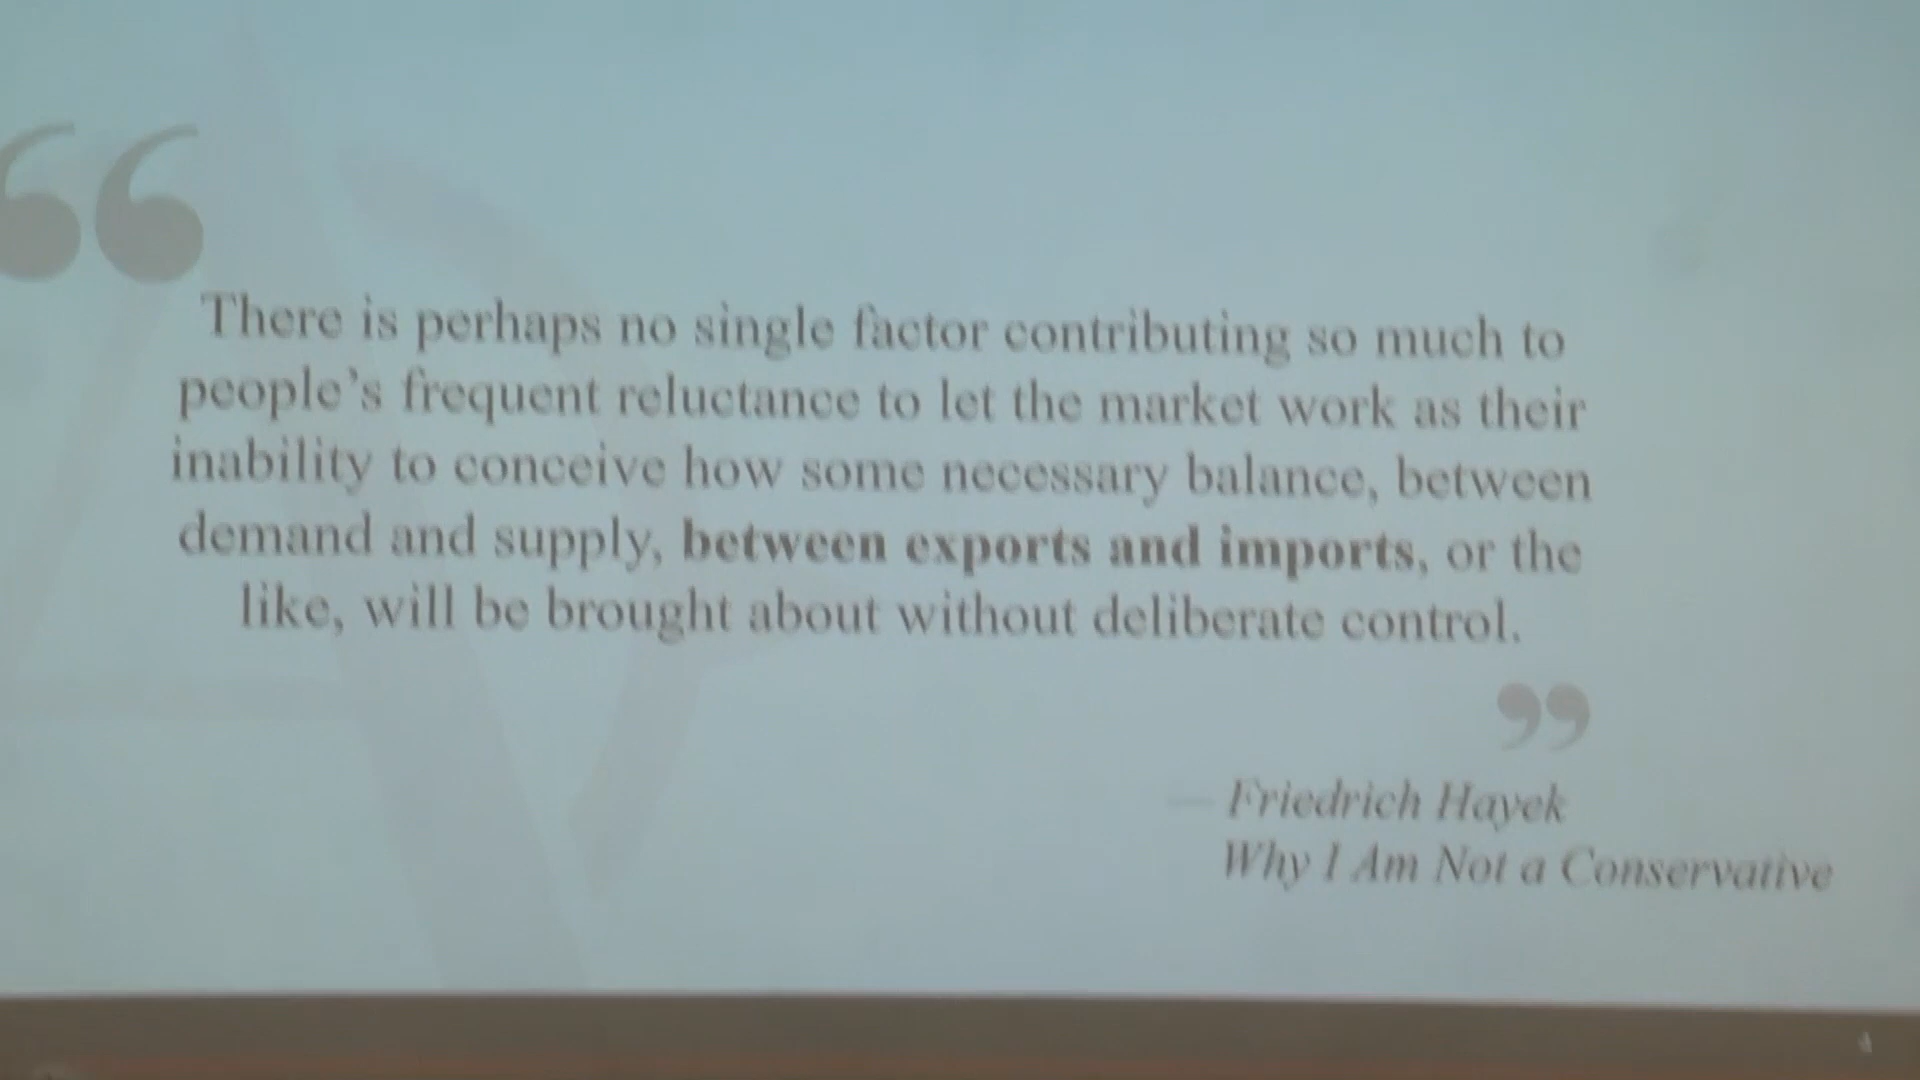 “
There is perhaps no single factor contributing so much to
people’s frequent reluctance to let the market work as their
inability to conceive how some necessary balance, between
demand and supply, between exports and imports, or the
like, will be brought about without deliberate control.
”
— Friedrich Hayek
Why I Am Not a Conservative
4